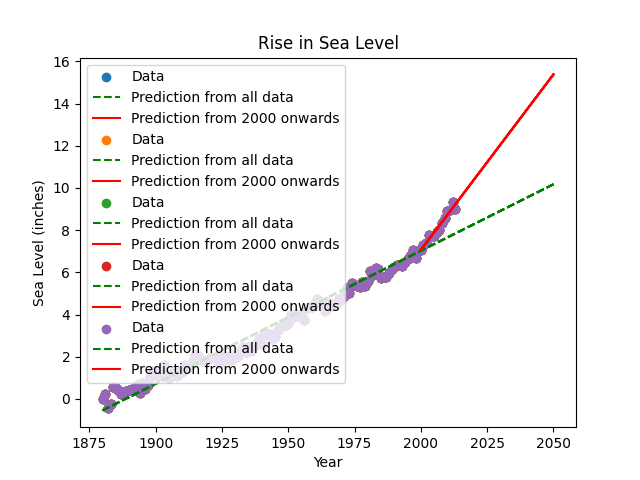 Rise in Sea Level
16
14
12
10
8
6
4
2
0
Sea Level (inches)
Data
Prediction from all data
Prediction from 2000 onwards
Data
Prediction from all data
Prediction from 2000 onwards
Data
Prediction from all data
Prediction from 2000 onwards
Data
Prediction from all data
Prediction from 2000 onwards
Data
Prediction from all data
Prediction from 2000 onwards
1875 1900 1925 1950 1975 2000 2025 2050
Year